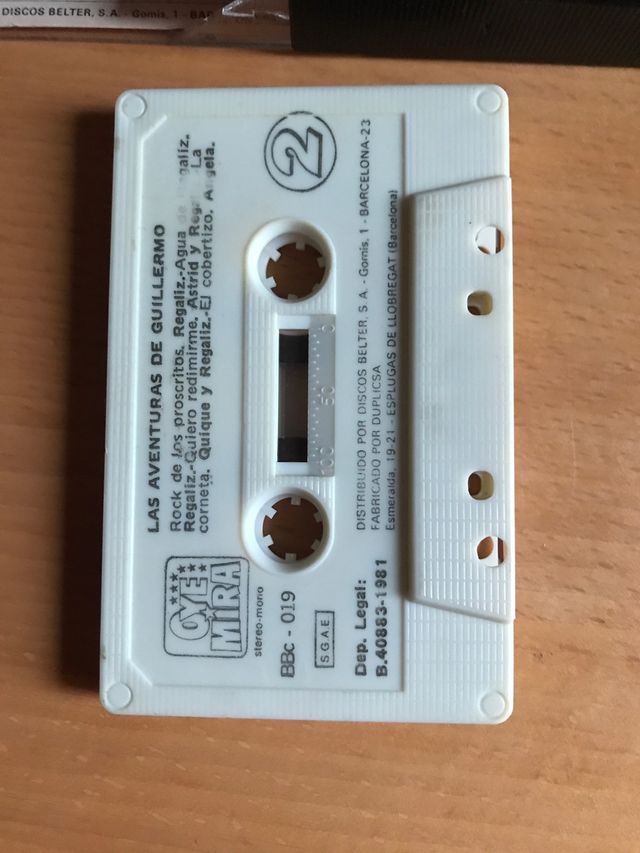 DISCOS BELTER, S.A. - Gomis, 1 - BAR
LAS AVENTURAS DE GUILLERMO
Rock de los proscritos. Regaliz.-Agua de Regaliz.
Regaliz.-Quiero redimirme. Astrid y Rega -La
corneta. Quique y Regaliz.-El cobertizo. Angela.
2
OYE
MIRA
stereo-mono
BBc - 019
SGAE
100 50 0
Dep. Legal:
B.40883-1981
DISTRIBUIDO POR DISCOS BELTER, S. A. - Gomis, 1 - BARCELONA-23
FABRICADO POR DUPLICSA
Esmeralda, 19-21 - ESPLUGAS DE LLOBREGAT (Barcelona)